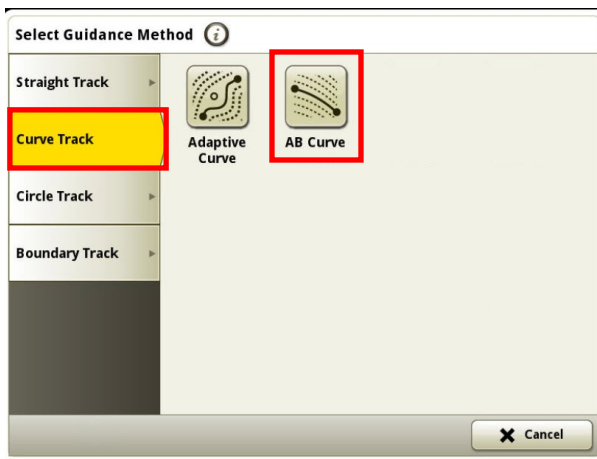 Select Guidance Method i
Straight Track
Curve Track
Adaptive
Curve
AB Curve
Circle Track
Boundary Track
Cancel